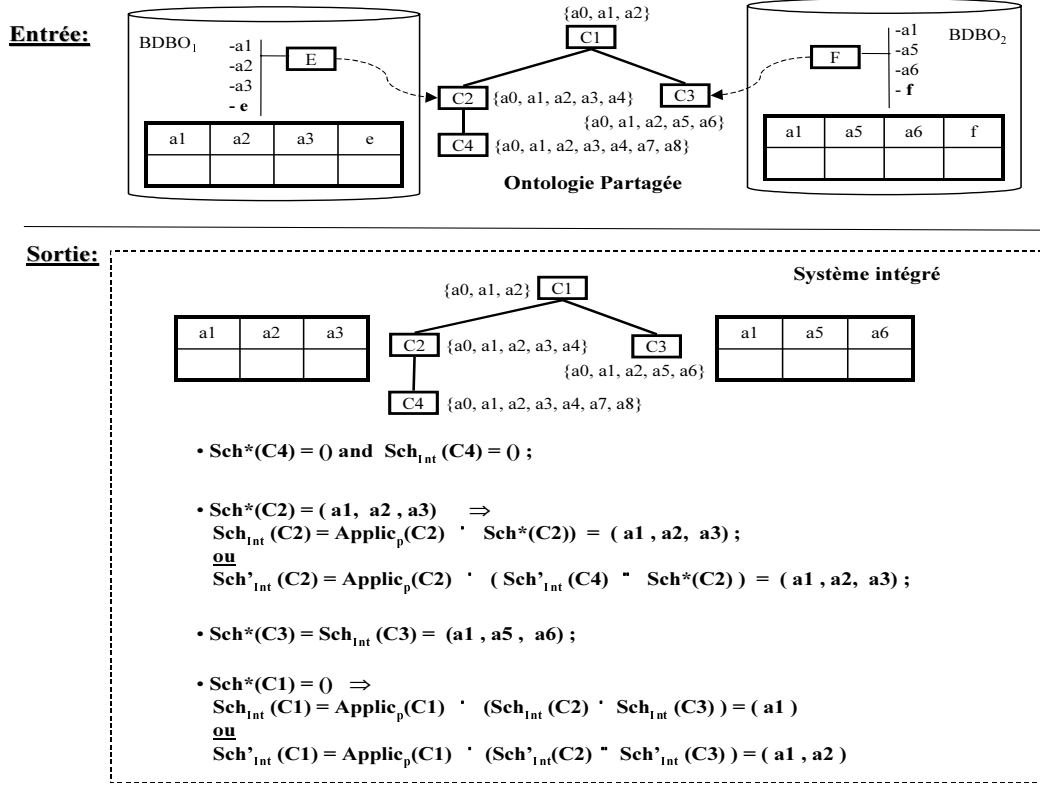 Entrée:
BDBO1
-a1
-a2
-a3
- e
E
a1 a2 a3 e
{a0, a1, a2}
C1
C2 {a0, a1, a2, a3, a4}
C3
{a0, a1, a2, a5, a6}
C4 {a0, a1, a2, a3, a4, a7, a8}
Ontologie Partagée
BDBO2
F
-a1
-a5
-a6
- f
a1 a5 a6 f
Sortie:
Système intégré
{a0, a1, a2} C1
a1 a2 a3
C2 {a0, a1, a2, a3, a4}
C3
{a0, a1, a2, a5, a6}
a1 a5 a6
C4 {a0, a1, a2, a3, a4, a7, a8}
• Sch*(C4) = () and SchInt (C4) = () ;
• Sch*(C2) = ( a1, a2 , a3) ⇒
SchInt (C2) = Applicp(C2) · Sch*(C2)) = ( a1 , a2, a3) ;
ou
Sch’Int (C2) = Applicp(C2) · ( Sch’Int (C4) ¨ Sch*(C2) ) = ( a1 , a2, a3) ;
• Sch*(C3) = SchInt (C3) = (a1 , a5 , a6) ;
• Sch*(C1) = () ⇒
SchInt (C1) = Applicp(C1) · (SchInt (C2) · SchInt (C3) ) = ( a1 )
ou
Sch’Int (C1) = Applicp(C1) · (Sch’Int(C2) ¨ Sch’Int (C3) ) = ( a1 , a2 )